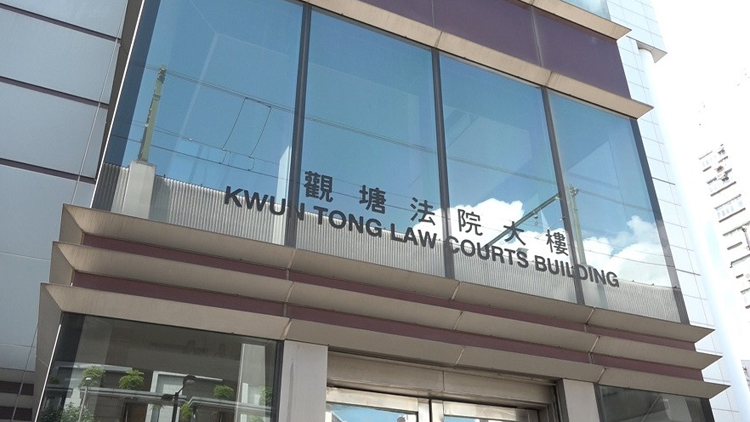 觀塘法院大樓
KWUN TONG LAW COURTS BUILDING